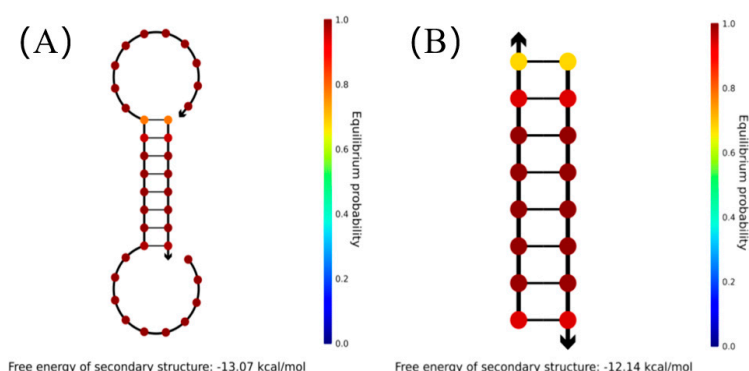 (A)
1.0
0.8
0.6
0.4
0.2
0.0
Equilibrium probability
Free energy of secondary structure: -13.07 kcal/mol
(B)
1.0
0.8
0.6
0.4
0.2
0.0
Equilibrium probability
Free energy of secondary structure: -12.14 kcal/mol